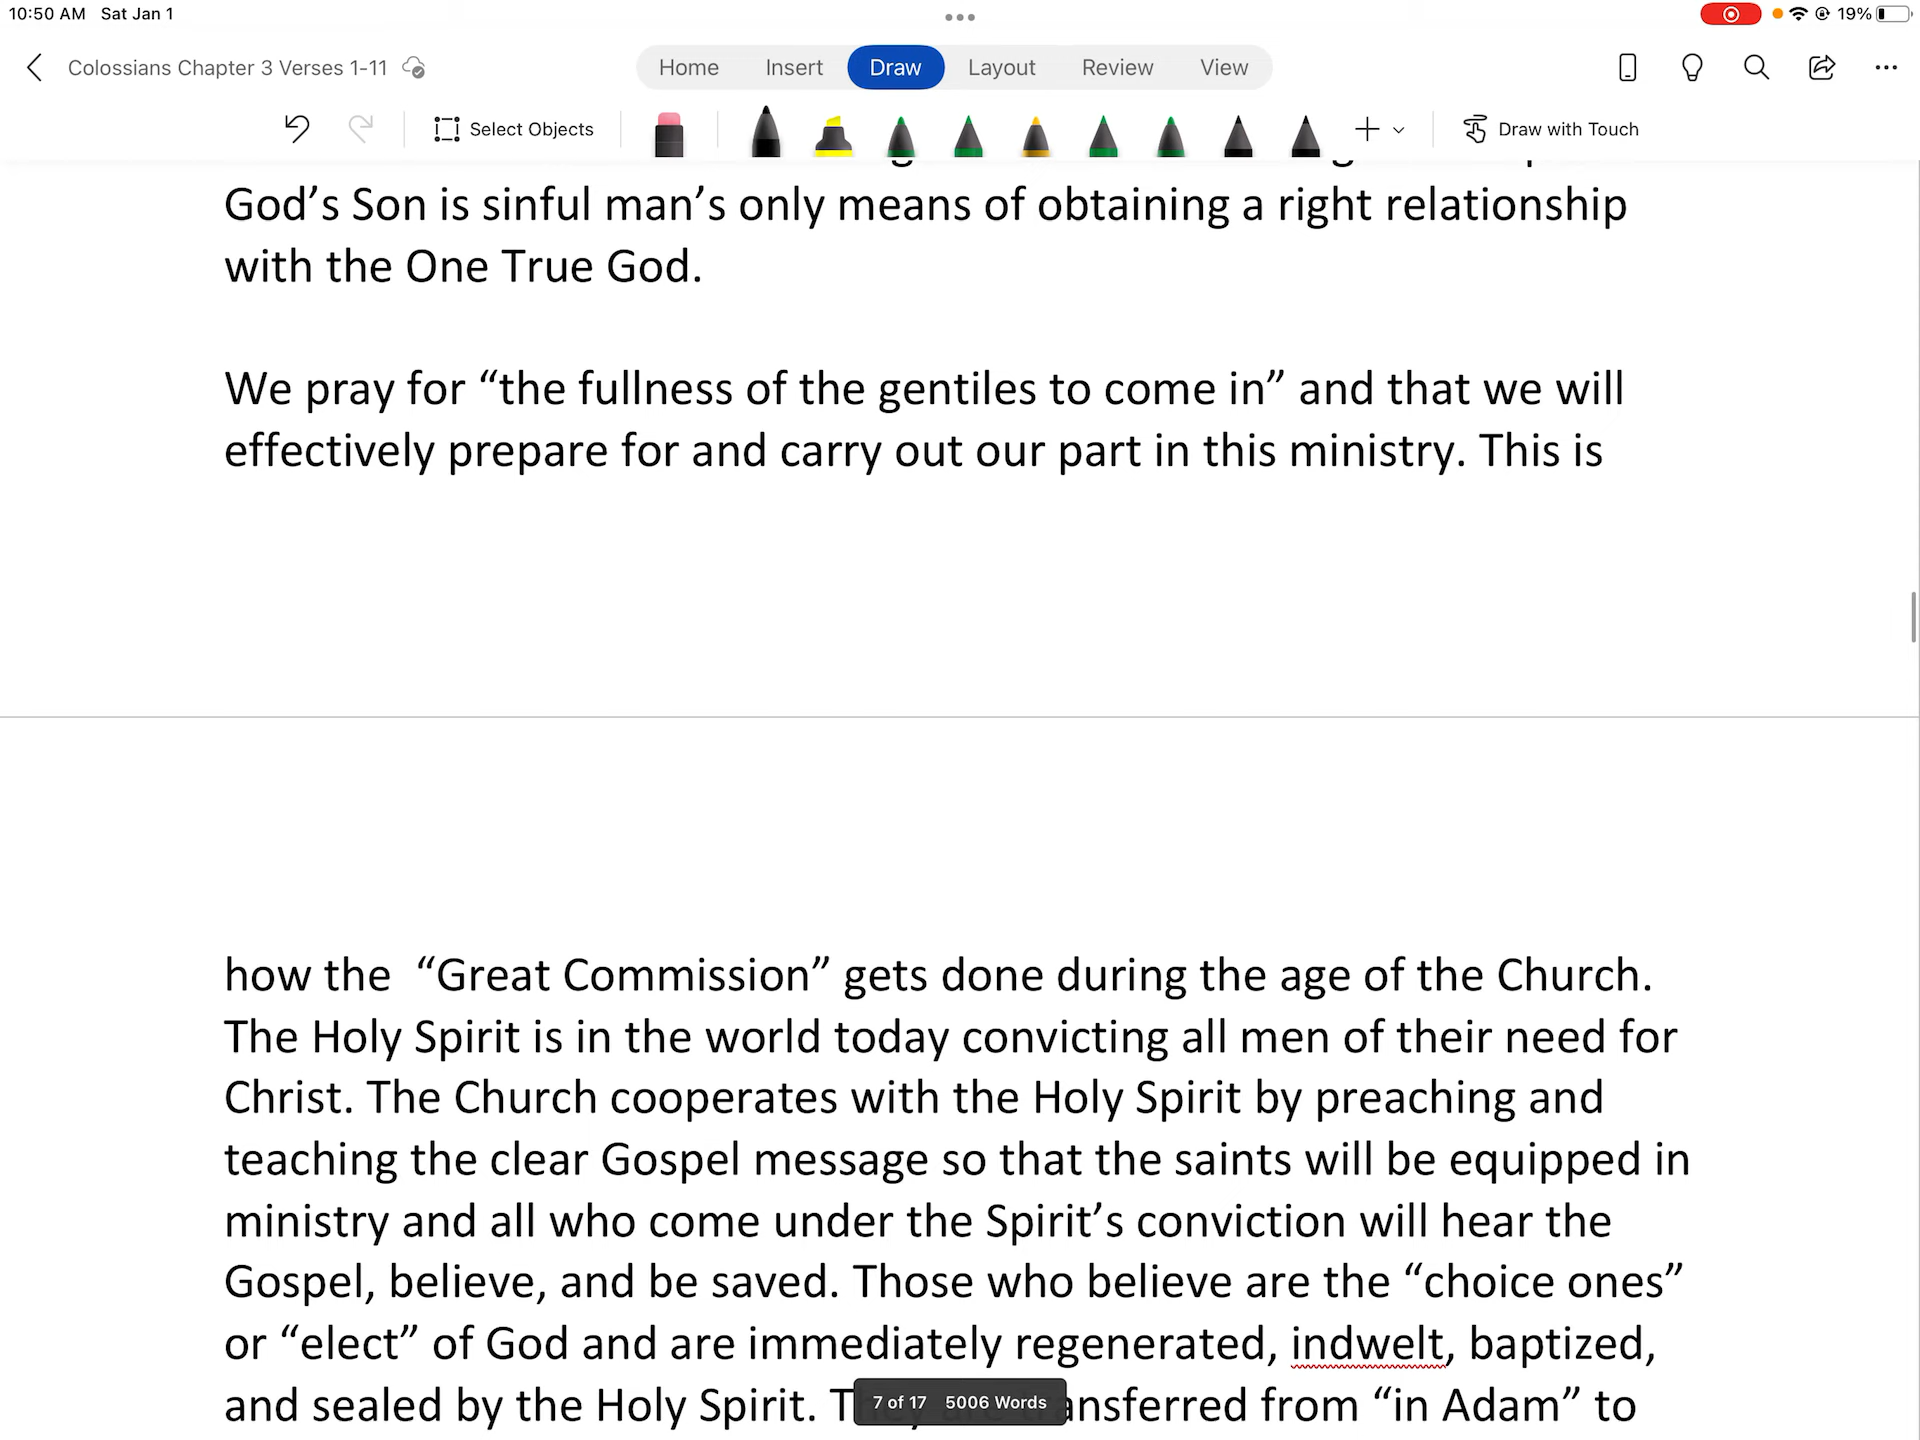 10:50 AM Sat Jan 1
19%
Colossians Chapter 3 Verses 1-11
Home Insert Draw Layout Review View
Select Objects
Draw with Touch
God’s Son is sinful man’s only means of obtaining a right relationship
with the One True God.
We pray for “the fullness of the gentiles to come in” and that we will
effectively prepare for and carry out our part in this ministry. This is
how the “Great Commission” gets done during the age of the Church.
The Holy Spirit is in the world today convicting all men of their need for
Christ. The Church cooperates with the Holy Spirit by preaching and
teaching the clear Gospel message so that the saints will be equipped in
ministry and all who come under the Spirit’s conviction will hear the
Gospel, believe, and be saved. Those who believe are the “choice ones”
or “elect” of God and are immediately regenerated, indwelt, baptized,
and sealed by the Holy Spirit. They are transferred from “in Adam” to
7 of 17 5006 Words